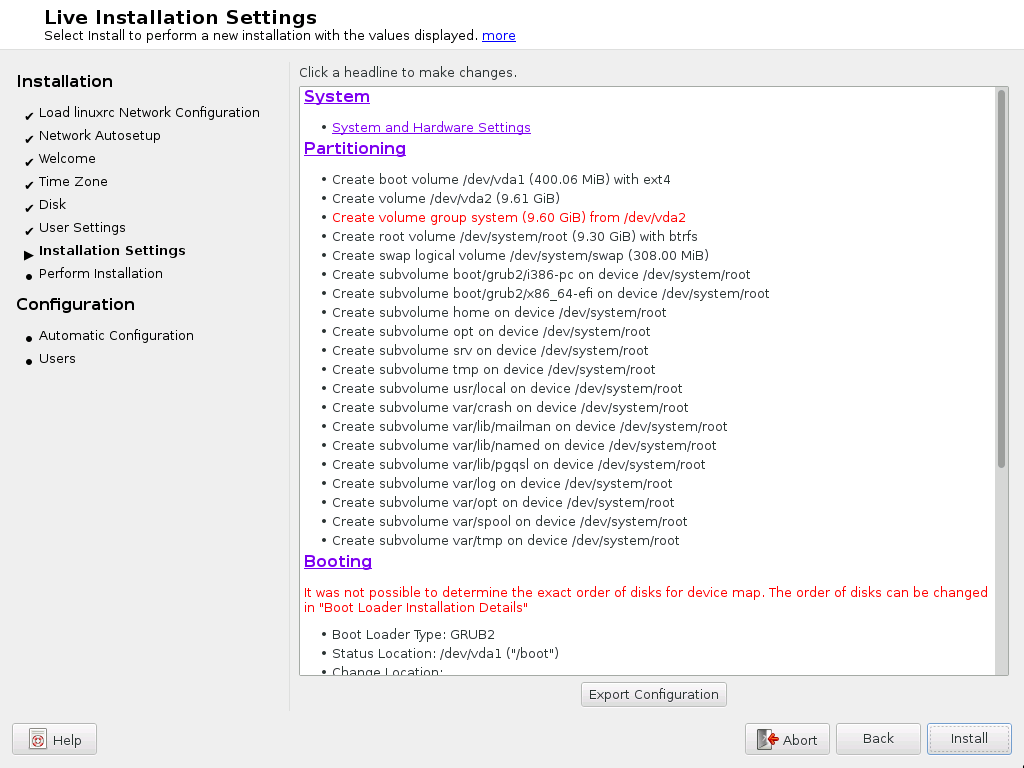 Live Installation Settings
Select Install to perform a new installation with the values displayed. more
Installation
Load linuxrc Network Configuration
Network Autosetup
Welcome
Time Zone
Disk
User Settings
Installation Settings
Perform Installation
Configuration
Automatic Configuration
Users
Click a headline to make changes.
System
• System and Hardware Settings
Partitioning
• Create boot volume /dev/vda1 (400.06 MiB) with ext4
• Create volume /dev/vda2 (9.61 GiB)
• Create volume group system (9.60 GiB) from /dev/vda2
• Create root volume /dev/system/root (9.30 GiB) with btrfs
• Create swap logical volume /dev/system/swap (308.00 MiB)
• Create subvolume boot/grub2/i386-pc on device /dev/system/root
• Create subvolume boot/grub2/x86_64-efi on device /dev/system/root
• Create subvolume home on device /dev/system/root
• Create subvolume opt on device /dev/system/root
• Create subvolume srv on device /dev/system/root
• Create subvolume tmp on device /dev/system/root
• Create subvolume usr/local on device /dev/system/root
• Create subvolume var/crash on device /dev/system/root
• Create subvolume var/lib/mailman on device /dev/system/root
• Create subvolume var/lib/named on device /dev/system/root
• Create subvolume var/lib/pgqsl on device /dev/system/root
• Create subvolume var/log on device /dev/system/root
• Create subvolume var/opt on device /dev/system/root
• Create subvolume var/spool on device /dev/system/root
• Create subvolume var/tmp on device /dev/system/root
Booting
It was not possible to determine the exact order of disks for device map. The order of disks can be changed
in "Boot Loader Installation Details"
• Boot Loader Type: GRUB2
• Status Location: /dev/vda1 ("/boot")
• Change Location:
Export Configuration
Help
Abort
Back
Install